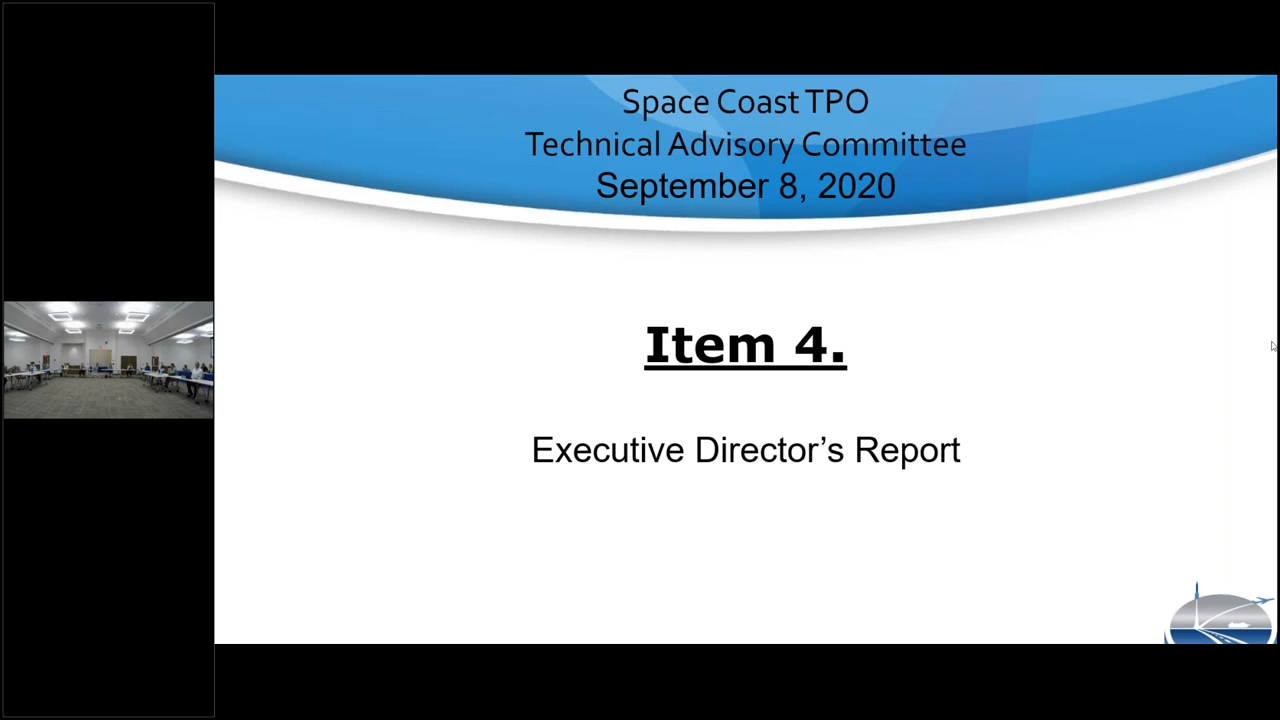 Space Coast TPO
Technical Advisory Committee
September 8, 2020
Item 4.
Executive Director’s Report